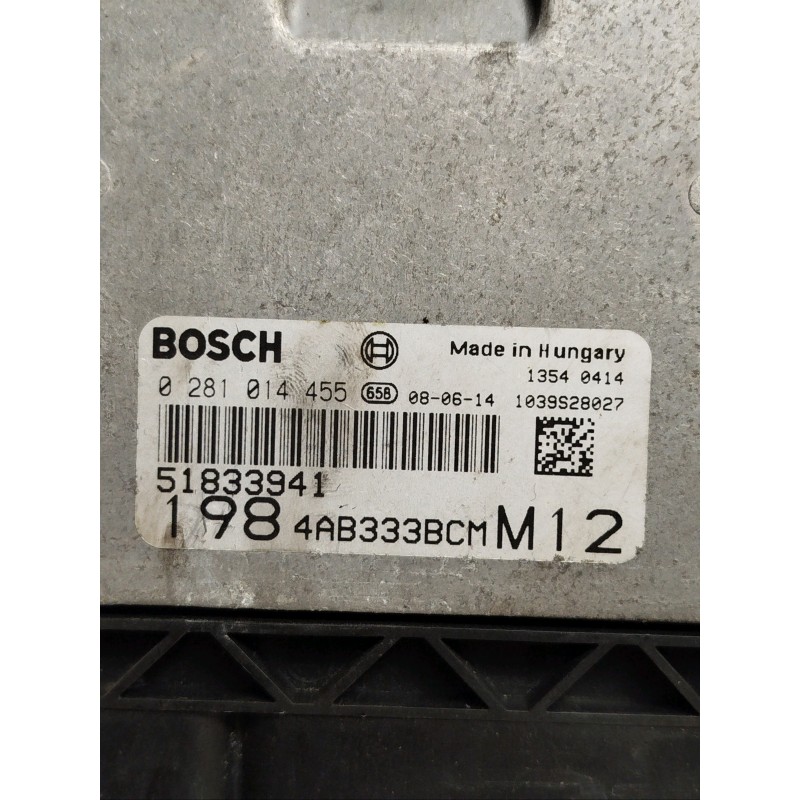 BOSCH Made in Hungary
1354 0414
0 281 014 455 658 08-06-14 1039S28027
51833941
198 4AB333BCM M12